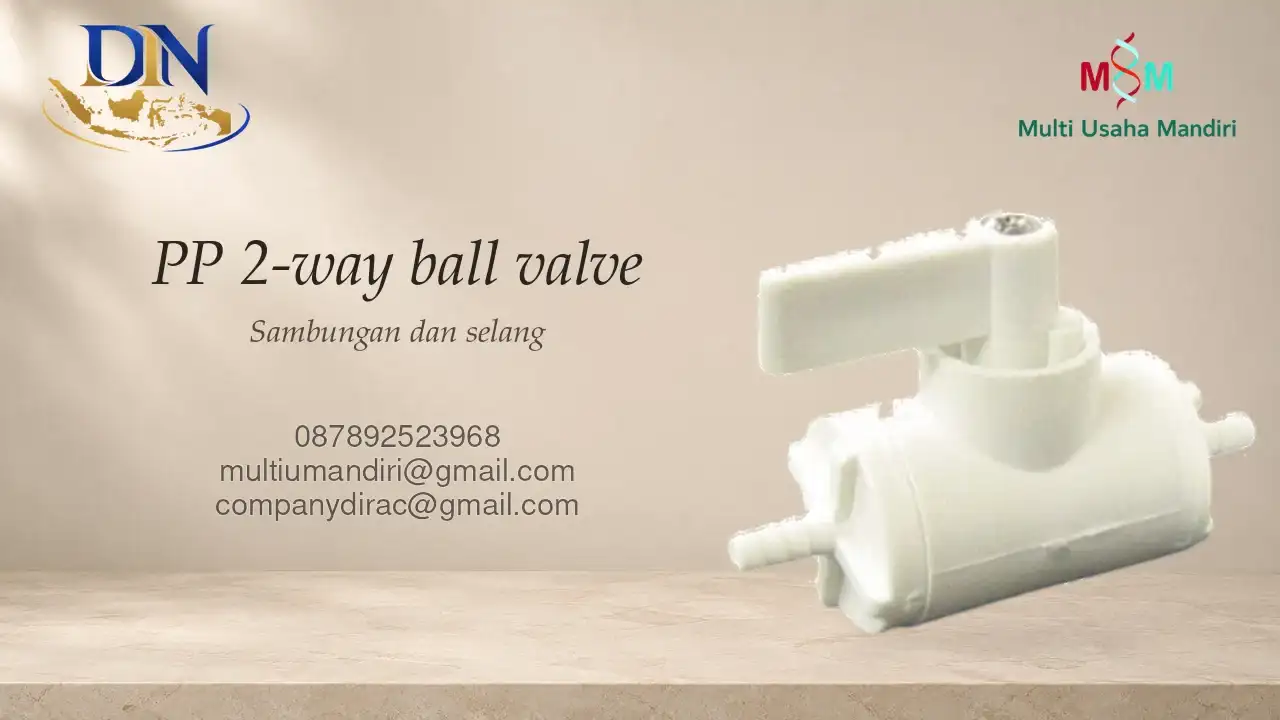 DIN
MSM
Multi Usaha Mandiri
PP 2-way ball valve
Sambungan dan selang
087892523968
multiumandiri@gmail.com
companydirac@gmail.com